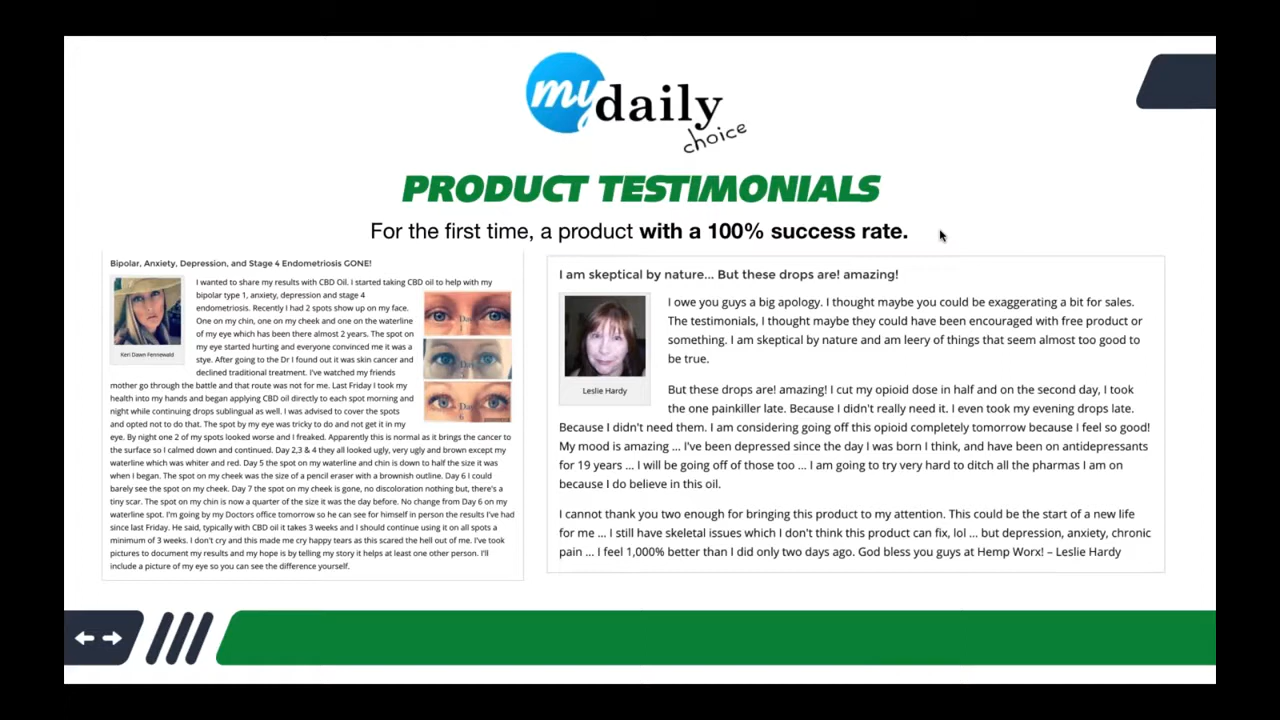 my daily
choice
PRODUCT TESTIMONIALS
For the first time, a product with a 100% success rate.
Bipolar, Anxiety, Depression, and Stage 4 Endometriosis GONE!
I wanted to share my results with CBD Oil. I started taking CBD oil to help with my
bipolar type 1, anxiety, depression and stage 4
endometriosis. Recently I had 2 spots show up on my face.
One on my chin, one on my cheek and one on the waterline
of my eye which has been there almost 2 years. The spot on
my eye started hurting and everyone convinced me it was a
stye. After going to the Dr I found out it was skin cancer and
declined traditional treatment. I've watched my friends
mother go through the battle and that route was not for me. Last Friday I took my
health into my hands and began applying CBD oil directly to each spot morning and
night while continuing drops sublingual as well. I was advised to cover the spots
and opted not to do that. The spot by my eye was tricky to do and not get it in my
eye. By night one 2 of my spots looked worse and I freaked. Apparently this is normal as it brings the cancer to
the surface so I calmed down and continued. Day 2,3 & 4 they all looked ugly, very ugly and brown except my
waterline which was whiter and red. Day 5 the spot on my waterline and chin is down to half the size it was
when I began. The spot on my cheek was the size of a pencil eraser with a brownish outline. Day 6 I could
barely see the spot on my cheek. Day 7 the spot on my cheek is gone, no discoloration nothing but, there's a
tiny scar. The spot on my chin is now a quarter of the size it was the day before. No change from Day 6 on my
waterline spot. I'm going by my Doctors office tomorrow so he can see for himself in person the results I've had
since last Friday. He said, typically with CBD oil it takes 3 weeks and I should continue using it on all spots a
minimum of 3 weeks. I don't cry and this made me cry happy tears as this scared the hell out of me. I've took
pictures to document my results and my hope is by telling my story it helps at least one other person. I'll
include a picture of my eye so you can see the difference yourself.
Keri Dawn Fennewald
Day
1
Day
Day
6
I am skeptical by nature... But these drops are! amazing!
I owe you guys a big apology. I thought maybe you could be exaggerating a bit for sales.
The testimonials, I thought maybe they could have been encouraged with free product or
something. I am skeptical by nature and am leery of things that seem almost too good to
be true.
Leslie Hardy
But these drops are! amazing! I cut my opioid dose in half and on the second day, I took
the one painkiller late. Because I didn't really need it. I even took my evening drops late.
Because I didn't need them. I am considering going off this opioid completely tomorrow because I feel so good!
My mood is amazing ... I've been depressed since the day I was born I think, and have been on antidepressants
for 19 years ... I will be going off of those too ... I am going to try very hard to ditch all the pharmas I am on
because I do believe in this oil.
I cannot thank you two enough for bringing this product to my attention. This could be the start of a new life
for me ... I still have skeletal issues which I don't think this product can fix, lol ... but depression, anxiety, chronic
pain ... I feel 1,000% better than I did only two days ago. God bless you guys at Hemp Worx! – Leslie Hardy